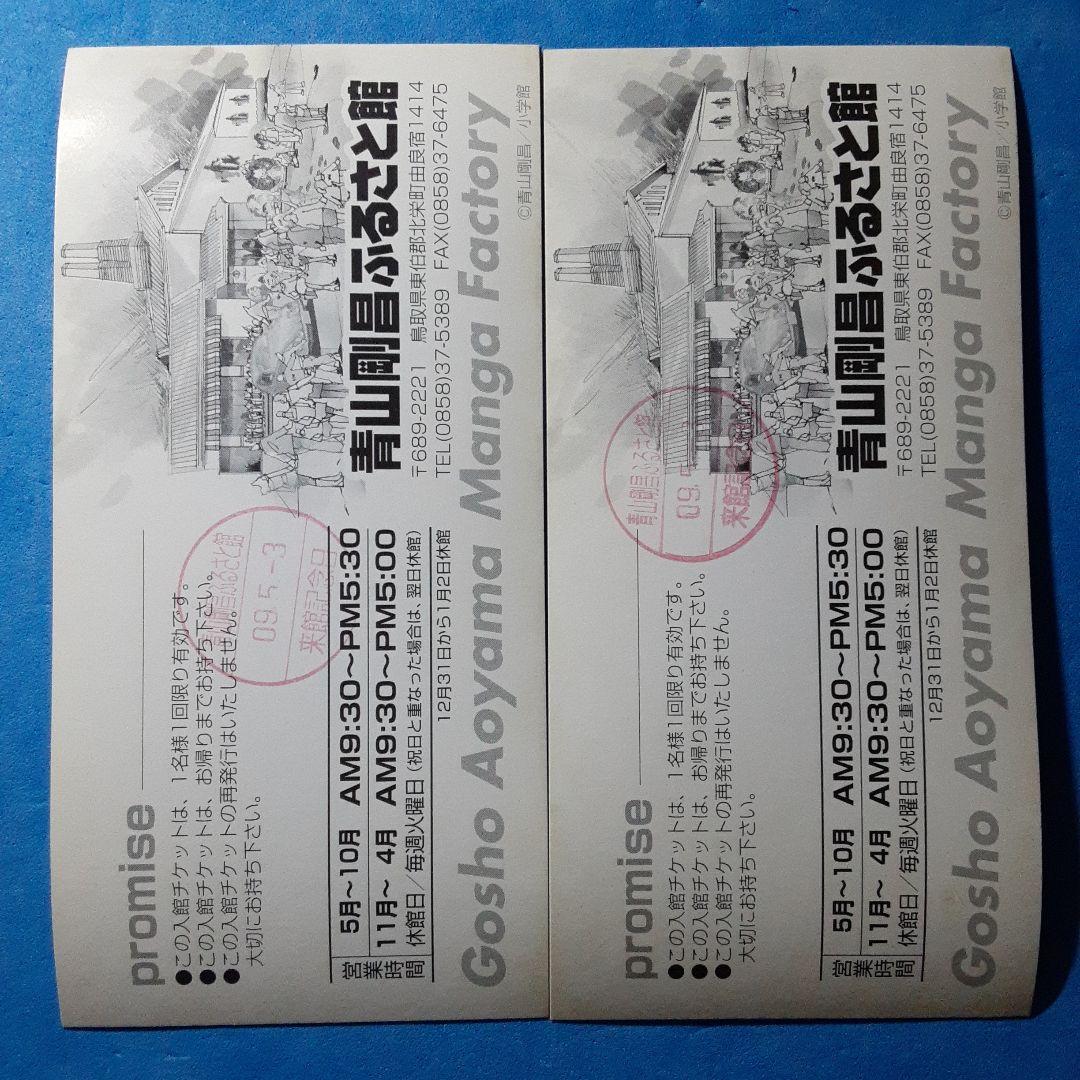 promise
●この入館チケットは、1名様1回限り有効です。
●この入館チケットは、お帰りまでお持ち下さい。
●この入館チケットの再発行はいたしません。
大切にお持ち下さい。
青山剛昌ふるさと館
09.5.-3
来館記念日
営業時間
5月〜10月 AM9:30〜PM5:30
11月〜 4月 AM9:30〜PM5:00
休館日/毎週火曜日(祝日と重なった場合は、翌日休館)
12月31日から1月2日休館
青山剛昌ふるさと館
〒689-2221 鳥取県東伯郡北栄町由良宿1414
TEL(0858)37-5389 FAX(0858)37-6475
Gosho Aoyama Manga Factory
©青山剛昌/小学館
promise
●この入館チケットは、1名様1回限り有効です。
●この入館チケットは、お帰りまでお持ち下さい。
●この入館チケットの再発行はいたしません。
大切にお持ち下さい。
青山剛昌ふるさと館
09.5
来館記念日
営業時間
5月〜10月 AM9:30〜PM5:30
11月〜 4月 AM9:30〜PM5:00
休館日/毎週火曜日(祝日と重なった場合は、翌日休館)
12月31日から1月2日休館
青山剛昌ふるさと館
〒689-2221 鳥取県東伯郡北栄町由良宿1414
TEL(0858)37-5389 FAX(0858)37-6475
Gosho Aoyama Manga Factory
©青山剛昌/小学館